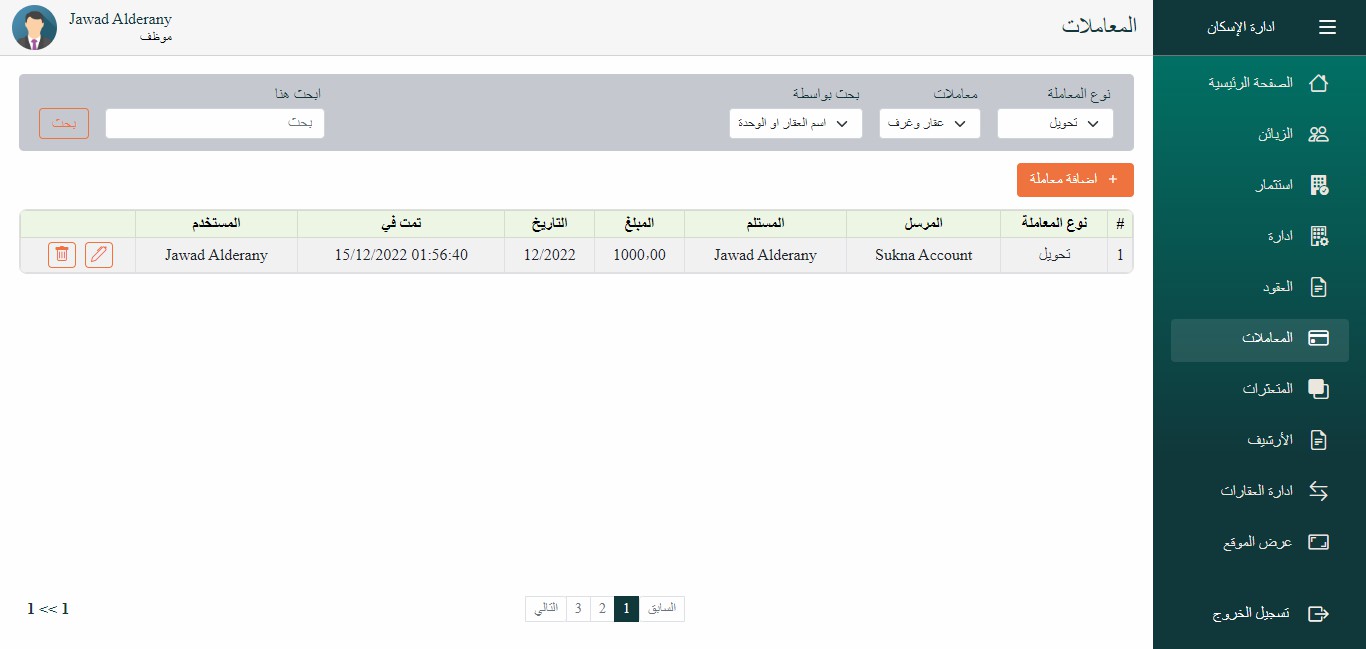 ادارة الإسكان
الصفحة الرئيسية
الزبائن
استثمار
ادارة
العقود
المعاملات
المتعثرات
الأرشيف
ادارة العقارات
عرض الموقع
تسجيل الخروج
المعاملات
Jawad Alderany
موظف
نوع المعاملة معاملات بحث بواسطة ابحث هنا
تحويل عقار وغرف اسم العقار او الوحدة بحث بحث
+ اضافة معاملة
# نوع المعاملة المرسل المستلم المبلغ التاريخ تمت في المستخدم
1 تحويل Sukna Account Jawad Alderany 1000،00 12/2022 15/12/2022 01:56:40 Jawad Alderany
السابق 1 2 3 التالي
1 >> 1